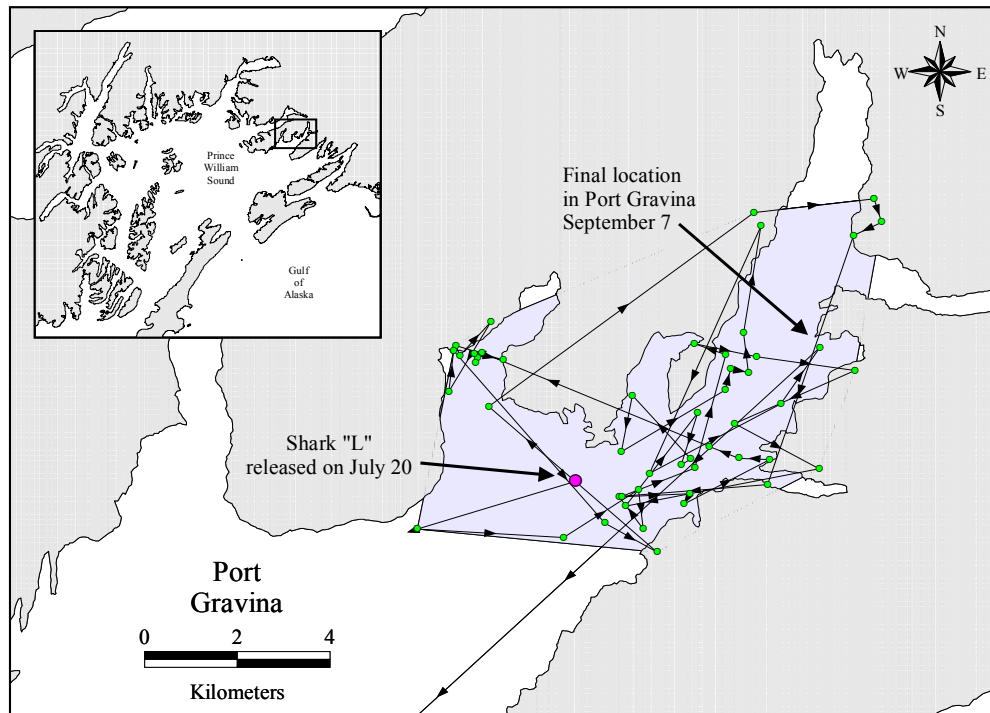 N
W E
S
Prince
William
Sound
Gulf
of
Alaska
Final location
in Port Gravina
September 7
Shark "L"
released on July 20
Port
Gravina
0 2 4
Kilometers